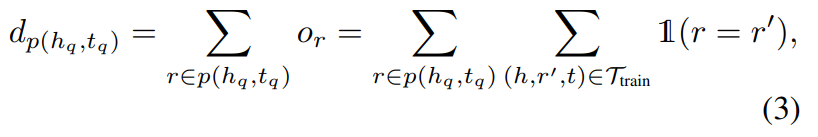 $d_{p(h_q,t_q)} = \sum_{r \in p(h_q,t_q)} o_r = \sum_{r \in p(h_q,t_q)} \sum_{(h,r',t) \in \mathcal{T}_{\text{train}}} \mathbb{1}(r = r'),$
(3)